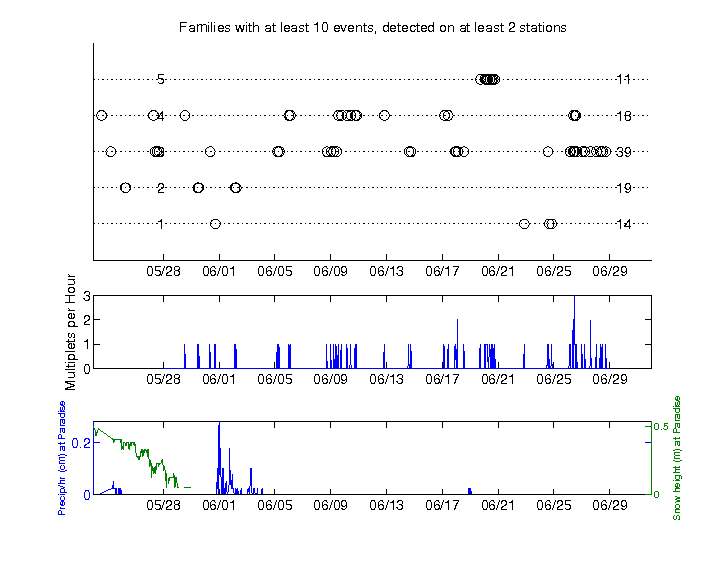 Families with at least 10 events, detected on at least 2 stations
5 11
4 16
3 39
2 19
1 14
05/28 06/01 06/05 06/09 06/13 06/17 06/21 06/25 06/29
Multiplets per Hour
3
2
1
0
05/28 06/01 06/05 06/09 06/13 06/17 06/21 06/25 06/29
Precip/hr (cm) at Paradise
0.2
0
Snow height (m) at Paradise
0.5
0
05/28 06/01 06/05 06/09 06/13 06/17 06/21 06/25 06/29